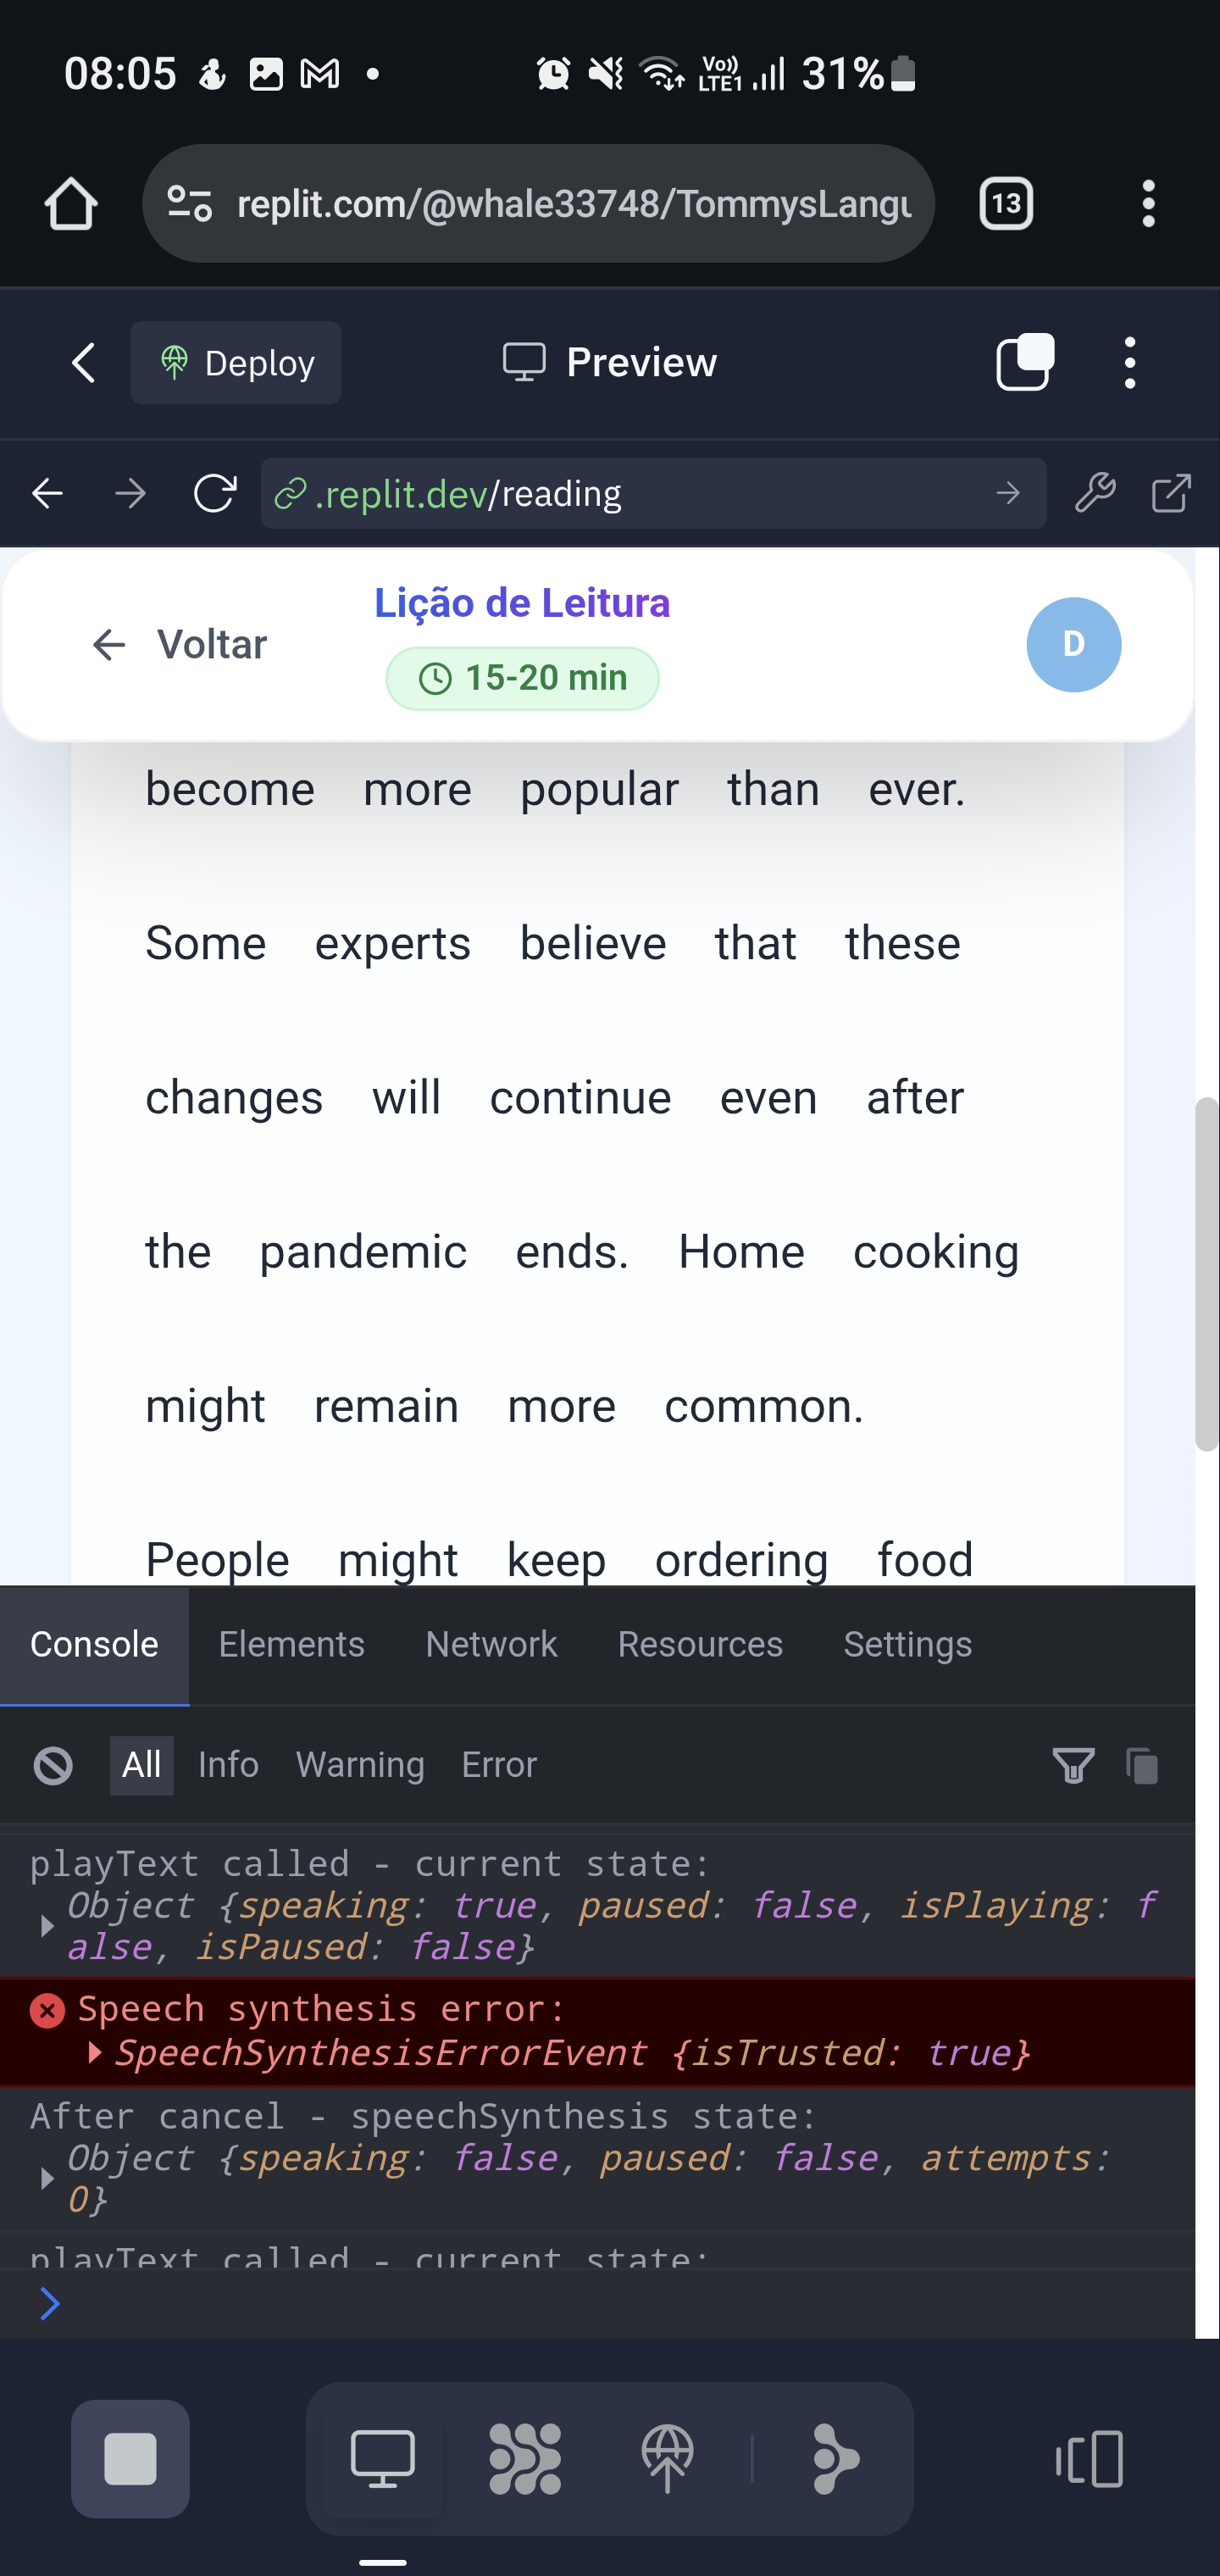 08:05
Vo))
LTE1
31%
replit.com/@whale33748/TommysLangu
13
Deploy
Preview
.replit.dev/reading
Voltar
Lição de Leitura
15-20 min
D
become more popular than ever.
Some experts believe that these
changes will continue even after
the pandemic ends. Home cooking
might remain more common.
People might keep ordering food
Console Elements Network Resources Settings
All Info Warning Error
playText called - current state:
Object {speaking: true, paused: false, isPlaying: f
alse, isPaused: false}
Speech synthesis error:
SpeechSynthesisErrorEvent {isTrusted: true}
After cancel - speechSynthesis state:
Object {speaking: false, paused: false, attempts:
0}
playText called - current state: